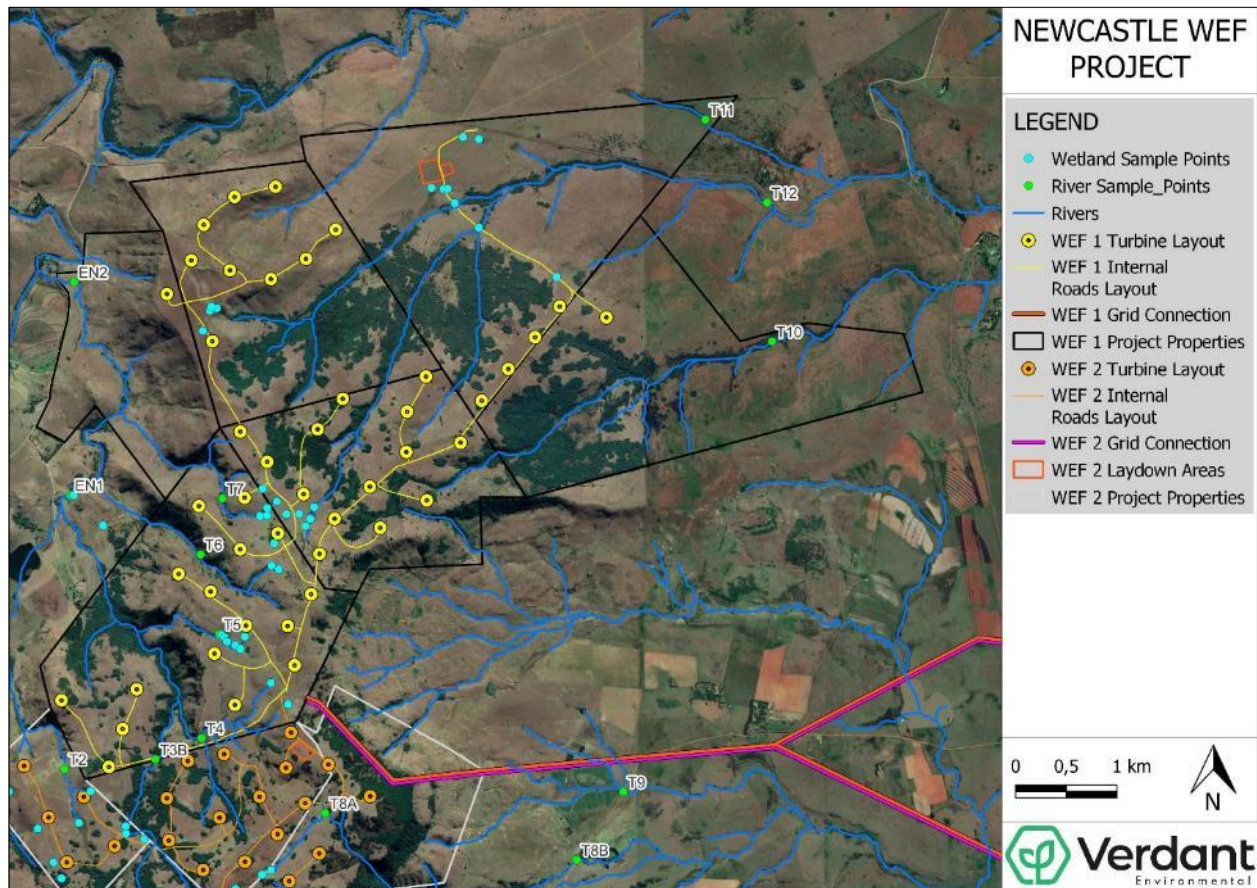 NEWCASTLE WEF
PROJECT
LEGEND
Wetland Sample Points
River Sample_Points
Rivers
WEF 1 Turbine Layout
WEF 1 Internal
Roads Layout
WEF 1 Grid Connection
WEF 1 Project Properties
WEF 2 Turbine Layout
WEF 2 Internal
Roads Layout
WEF 2 Grid Connection
WEF 2 Laydown Areas
WEF 2 Project Properties
0 0,5 1 km
N
Verdant
Environmental
T11
T12
EN2
T10
EN1
T7
T6
T5
T4
T3B
T2
T9
T8A
T8B